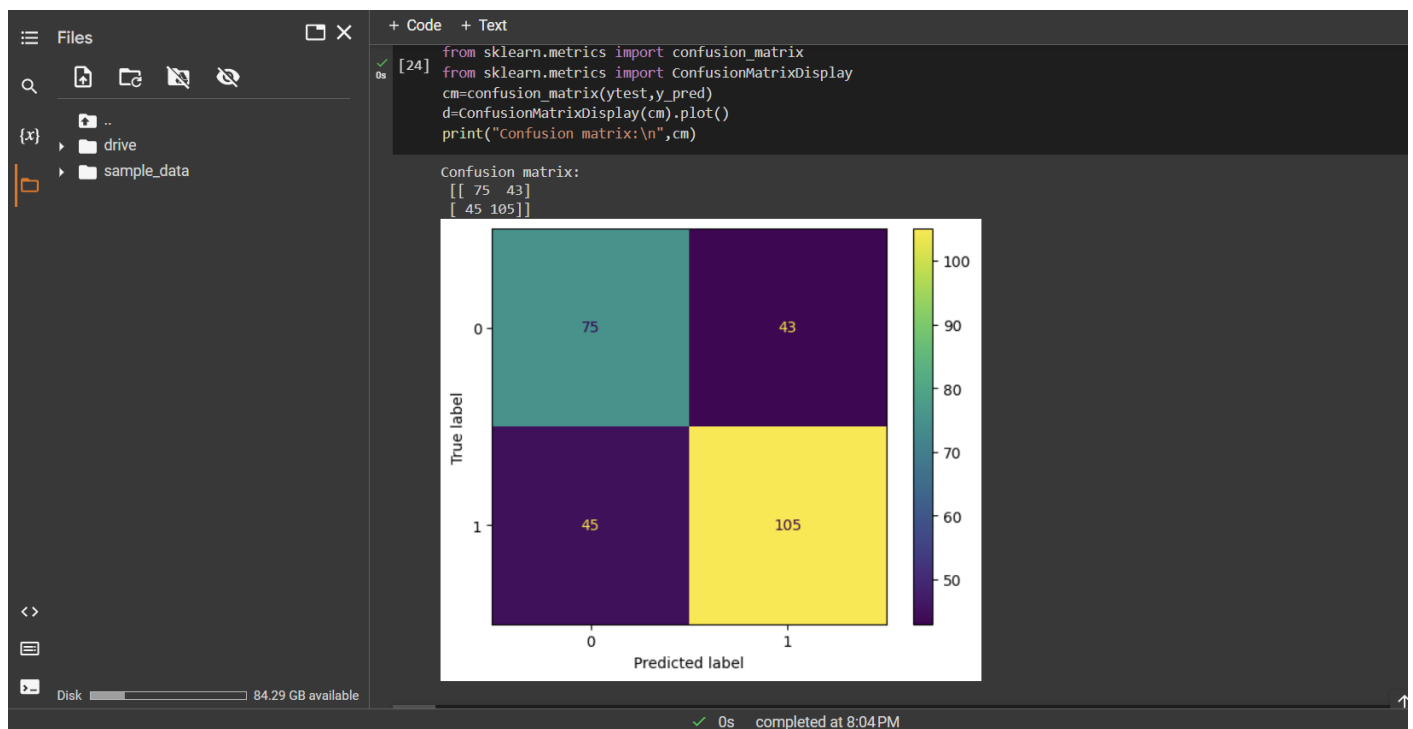 Files
+ Code + Text
{x}
..
drive
sample_data
<>
Disk 84.29 GB available
0s
[24]
from sklearn.metrics import confusion_matrix
from sklearn.metrics import ConfusionMatrixDisplay
cm=confusion_matrix(ytest,y_pred)
d=ConfusionMatrixDisplay(cm).plot()
print("Confusion matrix:\n",cm)
Confusion matrix:
[[ 75 43]
[ 45 105]]
True label
0
75 43
1
45 105
0 1
Predicted label
100
90
80
70
60
50
0s completed at 8:04 PM